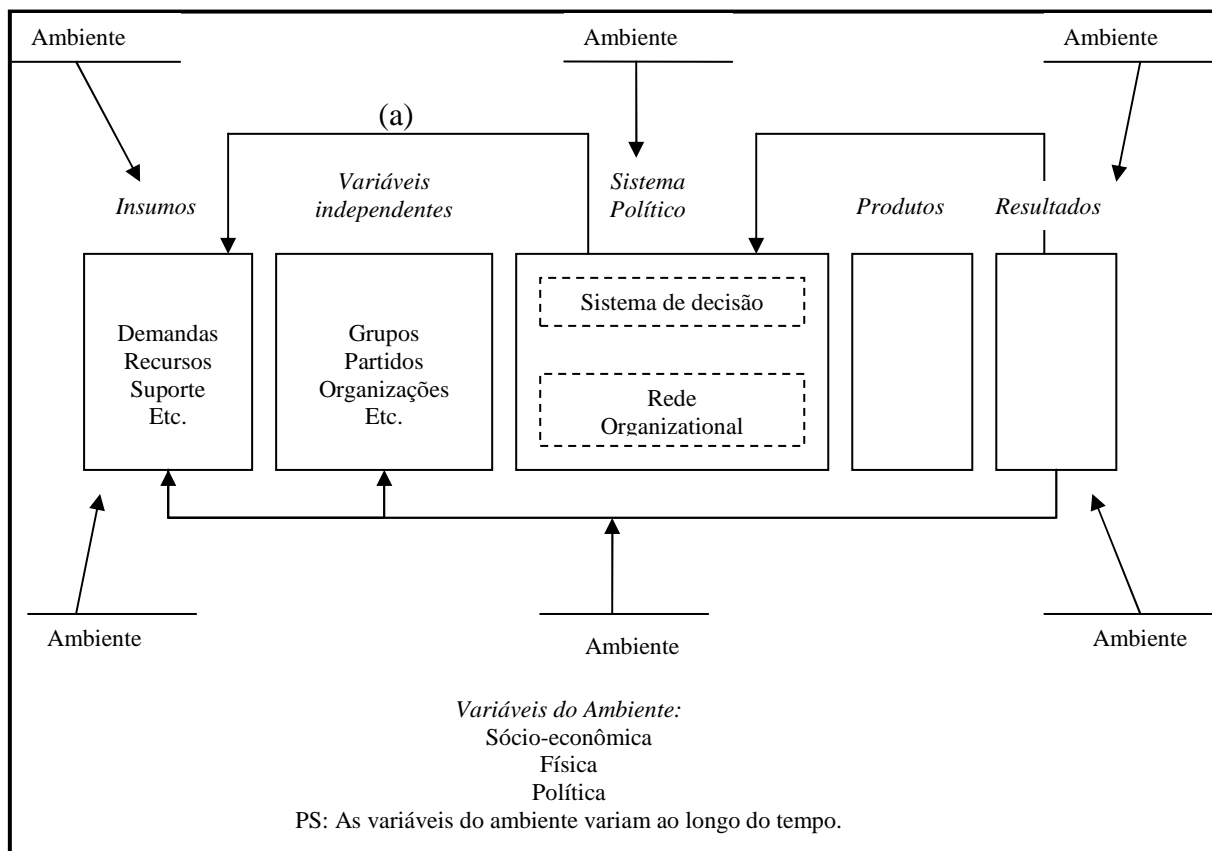 Ambiente
Ambiente
Ambiente
(a)
Insumos
Variáveis
independentes
Sistema
Político
Produtos
Resultados
Demandas
Recursos
Suporte
Etc.
Grupos
Partidos
Organizações
Etc.
Sistema de decisão
Rede
Organizational
Ambiente
Ambiente
Ambiente
Variáveis do Ambiente:
Sócio-econômica
Física
Política
PS: As variáveis do ambiente variam ao longo do tempo.